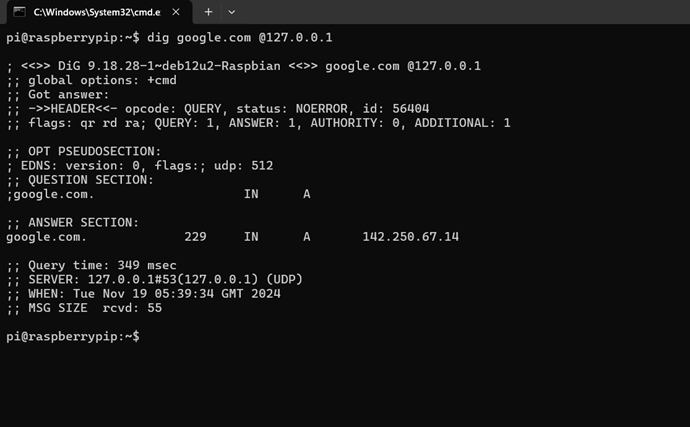 C:\Windows\System32\cmd.e
pi@raspberrypip:~$ dig google.com @127.0.0.1
; <<>> DiG 9.18.28-1~deb12u2-Raspbian <<>> google.com @127.0.0.1
;; global options: +cmd
;; Got answer:
;; ->>HEADER<<- opcode: QUERY, status: NOERROR, id: 56404
;; flags: qr rd ra; QUERY: 1, ANSWER: 1, AUTHORITY: 0, ADDITIONAL: 1
;; OPT PSEUDOSECTION:
; EDNS: version: 0, flags:; udp: 512
;; QUESTION SECTION:
;google.com. IN A
;; ANSWER SECTION:
google.com. 229 IN A 142.250.67.14
;; Query time: 349 msec
;; SERVER: 127.0.0.1#53(127.0.0.1) (UDP)
;; WHEN: Tue Nov 19 05:39:34 GMT 2024
;; MSG SIZE rcvd: 55
pi@raspberrypip:~$